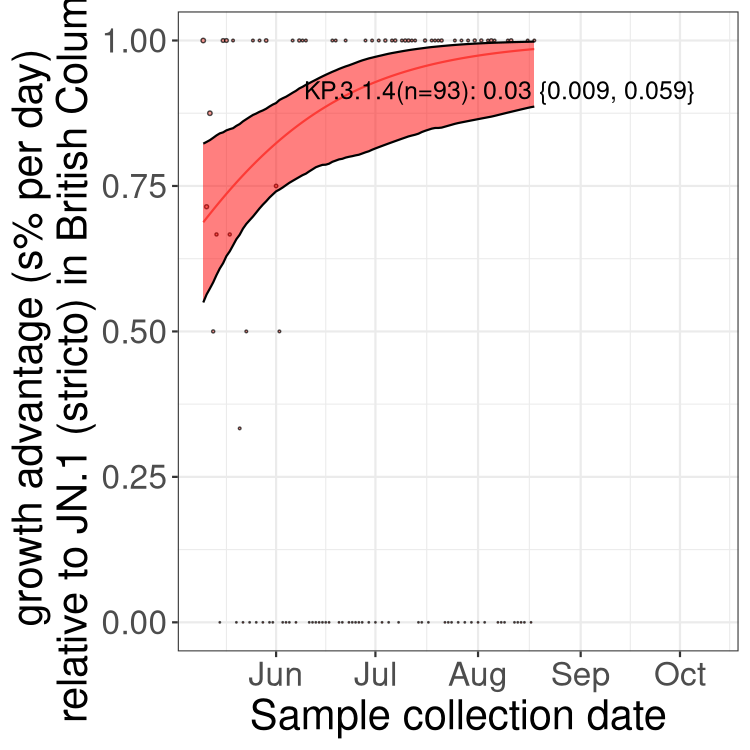 growth advantage (s% per day)
relative to JN.1 (stricto) in British Colum
1.00
0.75
0.50
0.25
0.00
KP.3.1.4(n=93): 0.03 {0.009, 0.059}
Jun Jul Aug Sep Oct
Sample collection date